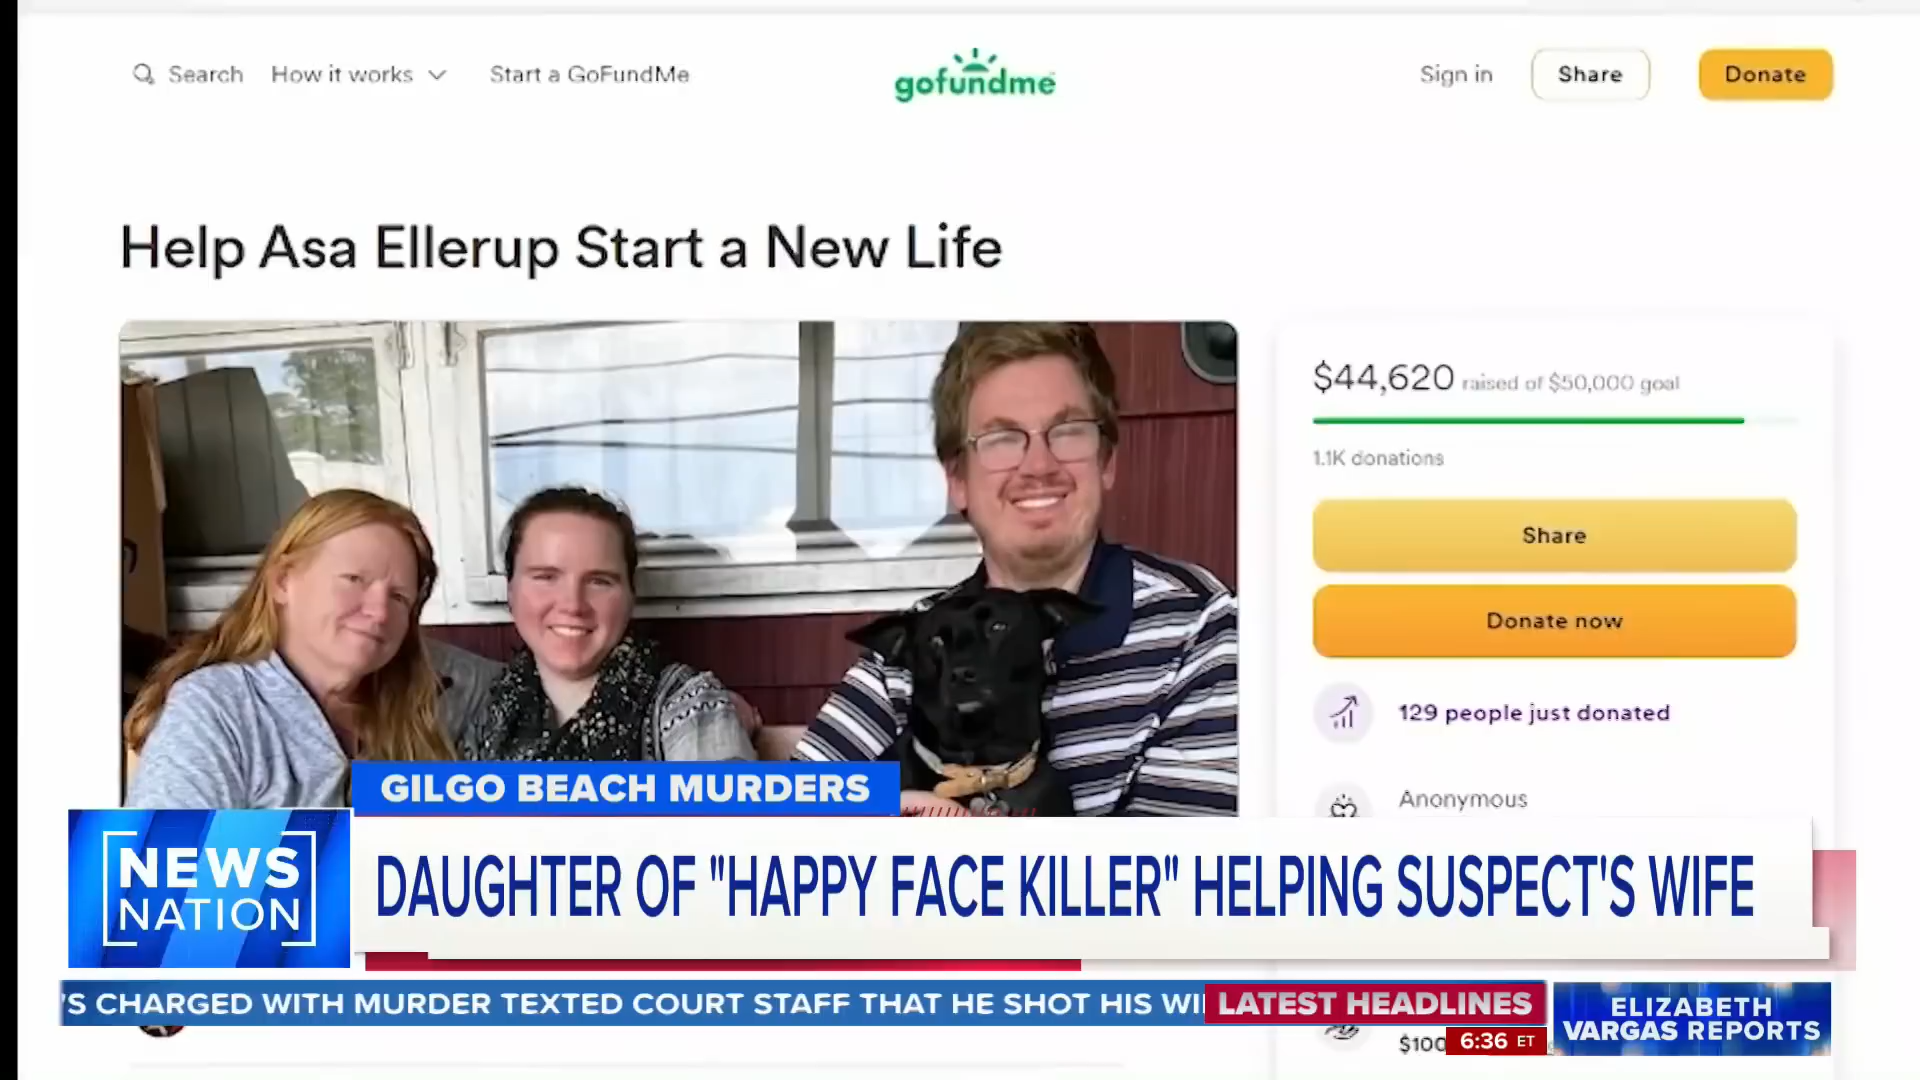 Search How it works Start a GoFundMe gofundme Sign in Share Donate
Help Asa Ellerup Start a New Life
$44,620 raised of $50,000 goal
1.1K donations
Share
Donate now
129 people just donated
Anonymous
GILGO BEACH MURDERS
NEWS
NATION
DAUGHTER OF "HAPPY FACE KILLER" HELPING SUSPECT'S WIFE
'S CHARGED WITH MURDER TEXTED COURT STAFF THAT HE SHOT HIS WI
LATEST HEADLINES
ELIZABETH
VARGAS REPORTS
$100
6:36 ET